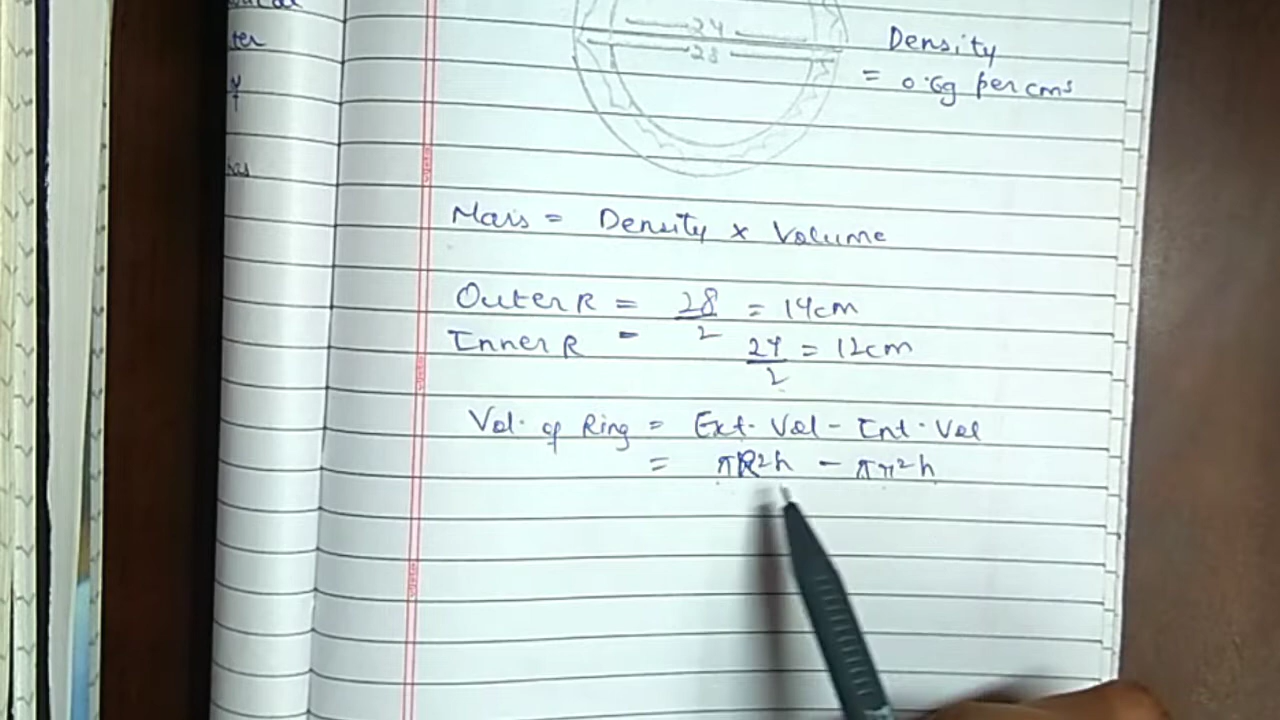 ter
24
28
Density
= 0.6g per cm3
Mass = Density × Volume
Outer R = 28/2 = 14cm
Inner R = 24/2 = 12cm
Vol. of Ring = Ext. Vol - Int. Vol
= πR²h - πr²h